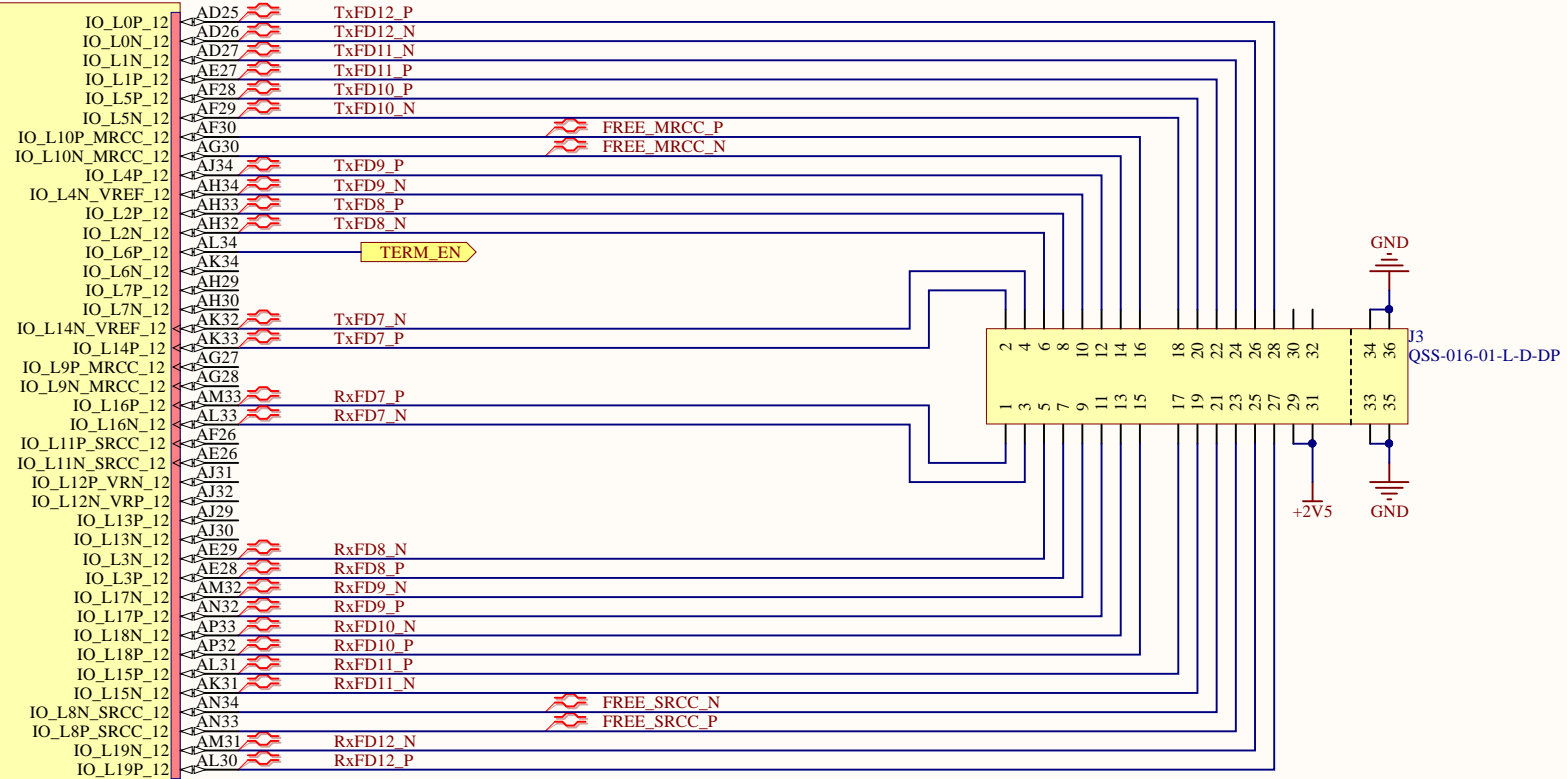 IO_L0P_12 AD25 TxFD12_P
IO_L0N_12 AD26 TxFD12_N
IO_L1N_12 AD27 TxFD11_N
IO_L1P_12 AE27 TxFD11_P
IO_L5P_12 AF28 TxFD10_P
IO_L5N_12 AF29 TxFD10_N
IO_L10P_MRCC_12 AF30 FREE_MRCC_P
IO_L10N_MRCC_12 AG30 FREE_MRCC_N
IO_L4P_12 AJ34 TxFD9_P
IO_L4N_VREF_12 AH34 TxFD9_N
IO_L2P_12 AH33 TxFD8_P
IO_L2N_12 AH32 TxFD8_N
IO_L6P_12 AL34 TERM_EN
IO_L6N_12 AK34
IO_L7P_12 AH29
IO_L7N_12 AH30
IO_L14N_VREF_12 AK32 TxFD7_N
IO_L14P_12 AK33 TxFD7_P
IO_L9P_MRCC_12 AG27
IO_L9N_MRCC_12 AG28
IO_L16P_12 AM33 RxFD7_P
IO_L16N_12 AL33 RxFD7_N
IO_L11P_SRCC_12 AF26
IO_L11N_SRCC_12 AE26
IO_L12P_VRN_12 AJ31
IO_L12N_VRP_12 AJ32
IO_L13P_12 AJ29
IO_L13N_12 AJ30
IO_L3N_12 AE29 RxFD8_N
IO_L3P_12 AE28 RxFD8_P
IO_L17N_12 AM32 RxFD9_N
IO_L17P_12 AN32 RxFD9_P
IO_L18N_12 AP33 RxFD10_N
IO_L18P_12 AP32 RxFD10_P
IO_L15P_12 AL31 RxFD11_P
IO_L15N_12 AK31 RxFD11_N
IO_L8N_SRCC_12 AN34 FREE_SRCC_N
IO_L8P_SRCC_12 AN33 FREE_SRCC_P
IO_L19N_12 AM31 RxFD12_N
IO_L19P_12 AL30 RxFD12_P
GND
J3
QSS-016-01-L-D-DP
2 4 6 8 10 12 14 16 18 20 22 24 26 28 30 32 34 36
1 3 5 7 9 11 13 15 17 19 21 23 25 27 29 31 33 35
+2V5 GND